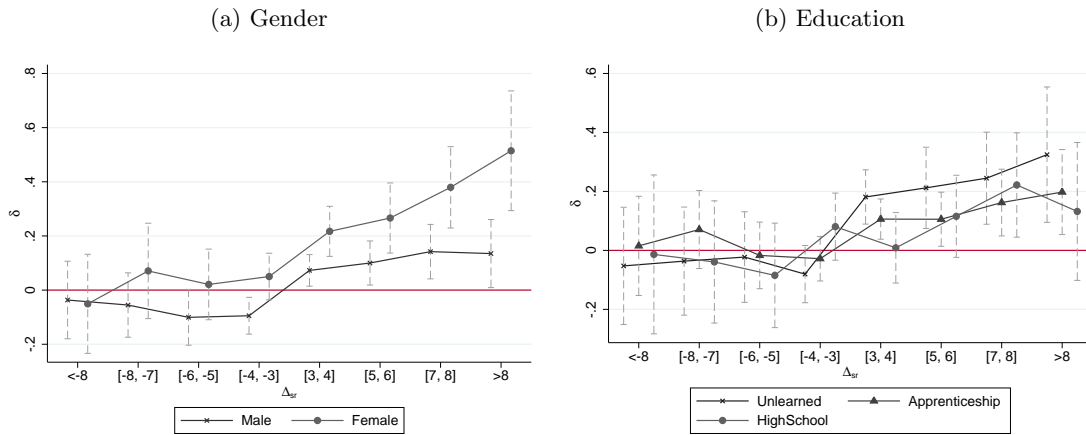 (a) Gender
.8
.6
.4
.2
0
-.2
δ
<-8 [-8, -7] [-6, -5] [-4, -3] [3, 4] [5, 6] [7, 8] >8
Δsr
Male Female
(b) Education
.6
.4
.2
0
-.2
δ
<-8 [-8, -7] [-6, -5] [-4, -3] [3, 4] [5, 6] [7, 8] >8
Δsr
Unlearned Apprenticeship
HighSchool